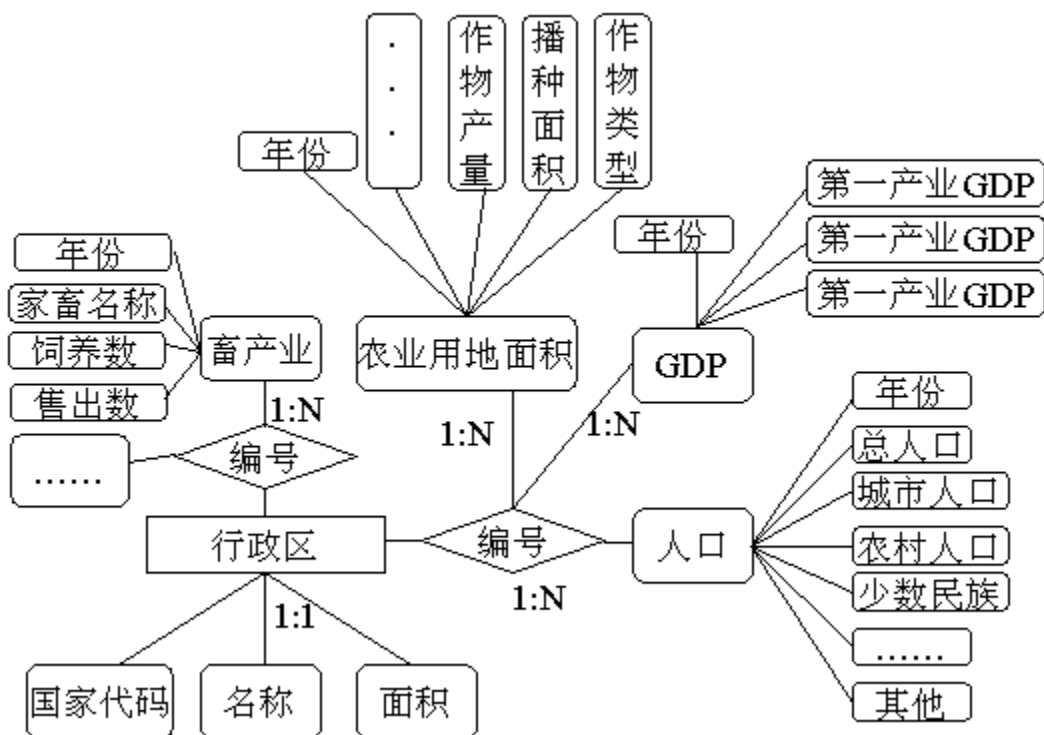 ·
·
·
作物产量
播种面积
作物类型
年份
第一产业GDP
年份
第一产业GDP
第一产业GDP
年份
家畜名称
饲养数
售出数
……
畜产业
农业用地面积
GDP
1:N
1:N
1:N
编号
年份
总人口
城市人口
农村人口
少数民族
……
其他
行政区
编号
人口
1:N
1:1
国家代码
名称
面积